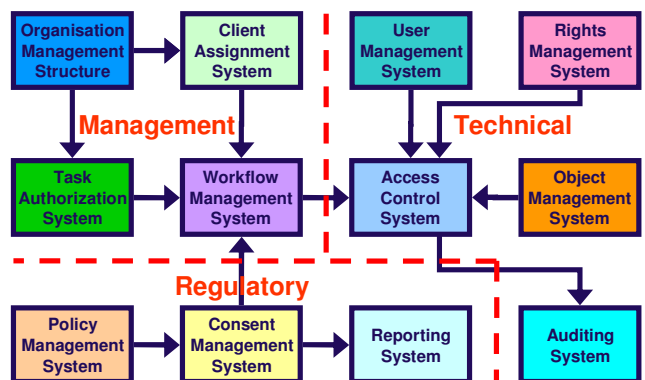 Organisation
Management
Structure
Client
Assignment
System
User
Management
System
Rights
Management
System
Management
Technical
Task
Authorization
System
Workflow
Management
System
Access
Control
System
Object
Management
System
Regulatory
Policy
Management
System
Consent
Management
System
Reporting
System
Auditing
System